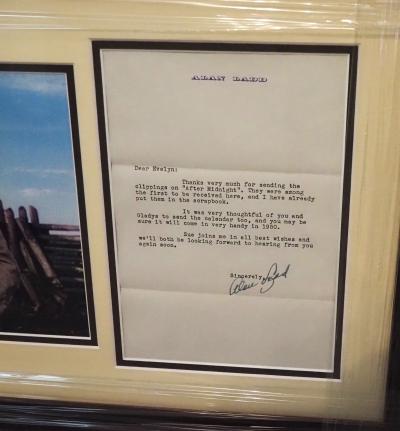 ALAN LADD
Dear Evelyn:
Thanks very much for sending the
clippings on "After Midnight". They were among
the first to be received here, and I have already
put them in the scrapbook.
It was very thoughtful of you and
Gladys to send the calendar too, and you may be
sure it will come in very handy in 1950.
Sue joins me in all best wishes and
we'll both be looking forward to hearing from you
again soon.
Sincerely,
Alan Ladd